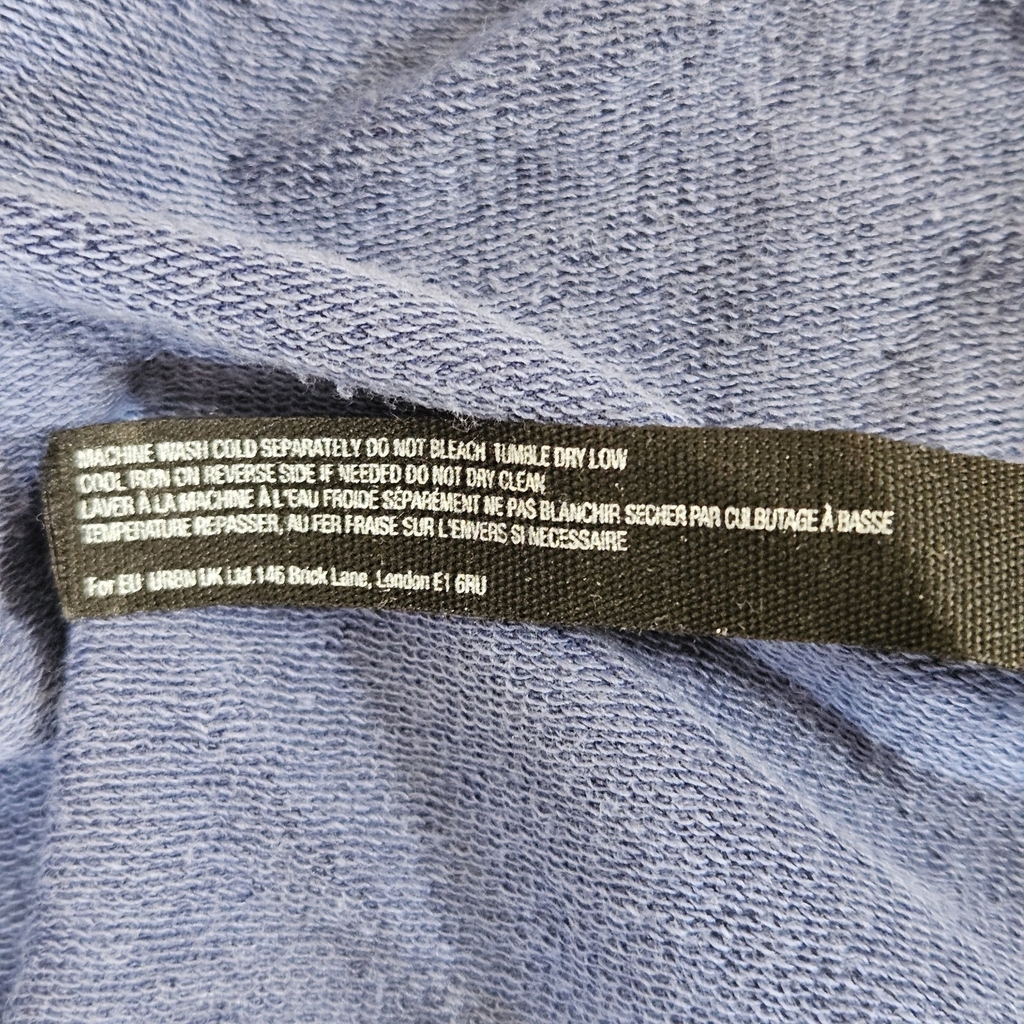 MACHINE WASH COLD SEPARATELY DO NOT BLEACH TUMBLE DRY LOW
COOL IRON ON REVERSE SIDE IF NEEDED DO NOT DRY CLEAN
LAVER À LA MACHINE À L'EAU FROIDE SÉPARÉMENT NE PAS BLANCHIR SECHER PAR CULBUTAGE À BASSE
TEMPERATURE REPASSER, AU FER FRAISE SUR L'ENVERS SI NECESSAIRE
For EU URBN UK Ltd.146 Brick Lane, London E1 6RU